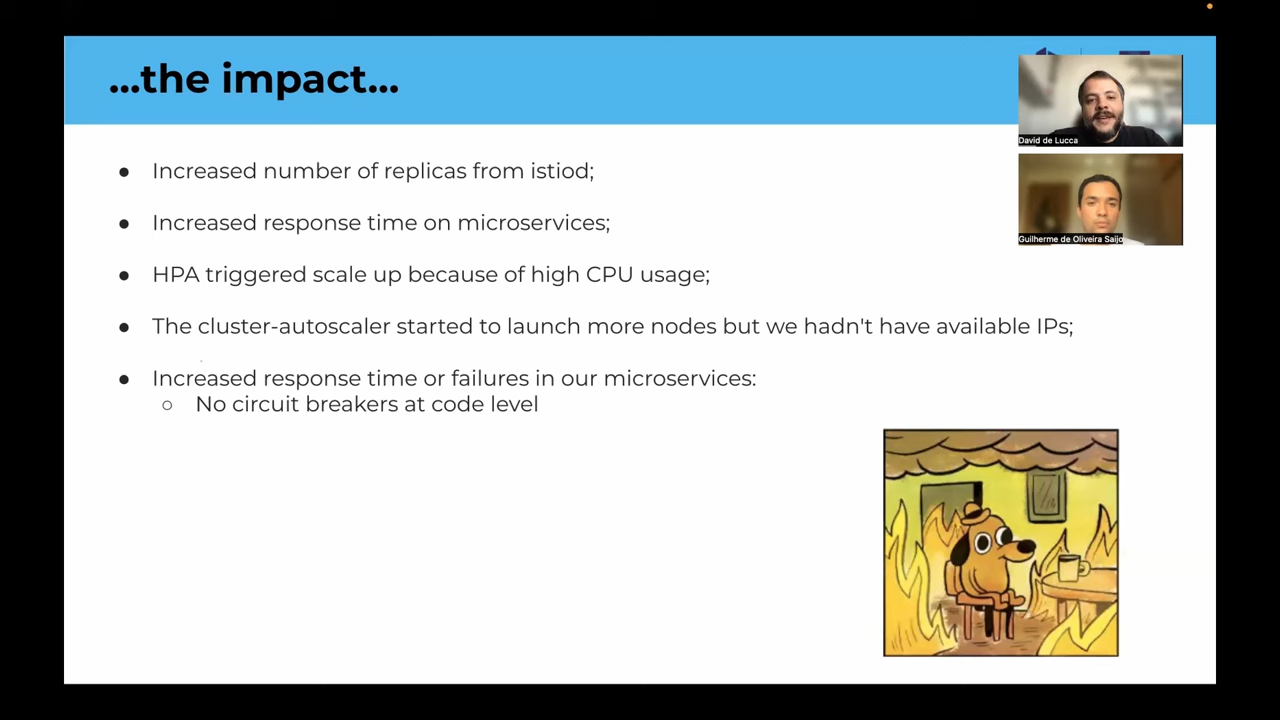 ...the impact...
David de Lucca
Guilherme de Oliveira Saijo
● Increased number of replicas from istiod;
● Increased response time on microservices;
● HPA triggered scale up because of high CPU usage;
● The cluster-autoscaler started to launch more nodes but we hadn't have available IPs;
● Increased response time or failures in our microservices:
○ No circuit breakers at code level